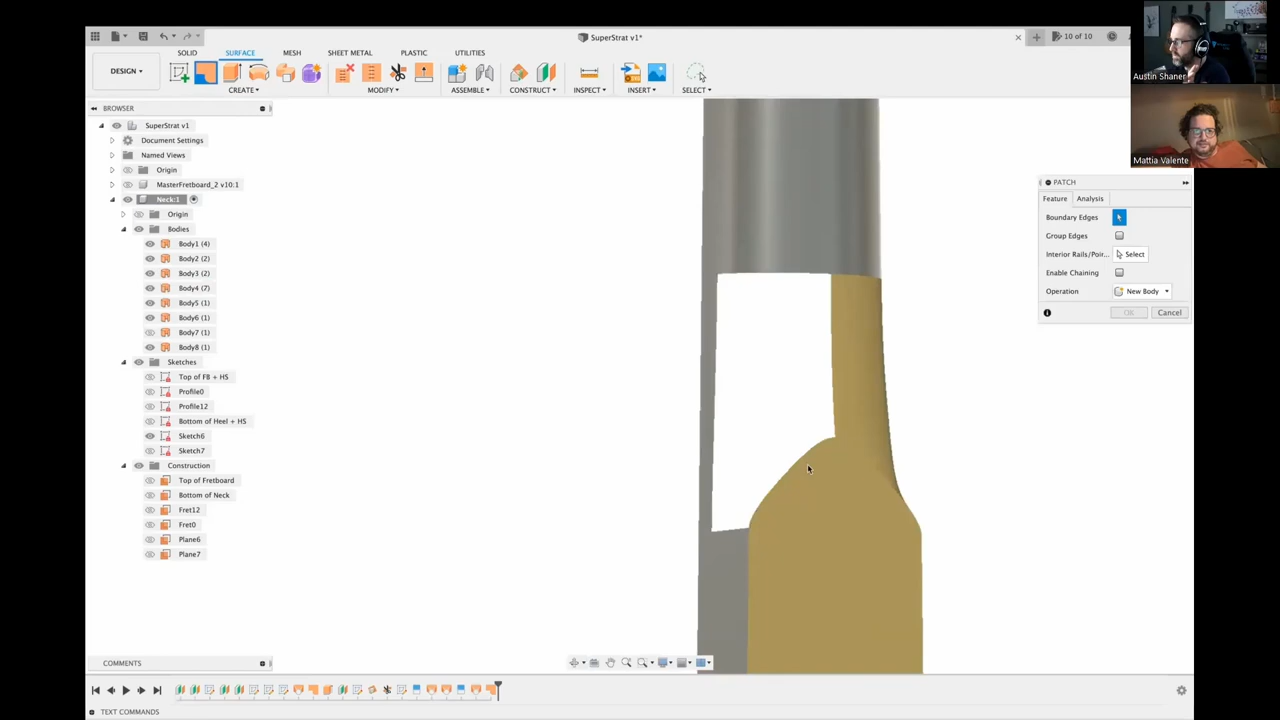 SuperStrat v1*
10 of 10
SOLID
SURFACE
MESH
SHEET METAL
PLASTIC
UTILITIES
DESIGN
CREATE
MODIFY
ASSEMBLE
CONSTRUCT
INSPECT
INSERT
SELECT
Austin Shaner
Mattia Valente
BROWSER
SuperStrat v1
Document Settings
Named Views
Origin
MasterFretboard_2 v10:1
Neck:1
Origin
Bodies
Body1 (4)
Body2 (2)
Body3 (2)
Body4 (7)
Body5 (1)
Body6 (1)
Body7 (1)
Body8 (1)
Sketches
Top of FB + HS
Profile0
Profile12
Bottom of Heel + HS
Sketch6
Sketch7
Construction
Top of Fretboard
Bottom of Neck
Fret12
Fret0
Plane6
Plane7
PATCH
Feature
Analysis
Boundary Edges
Group Edges
Interior Rails/Poir...
Select
Enable Chaining
Operation
New Body
OK
Cancel
COMMENTS
TEXT COMMANDS